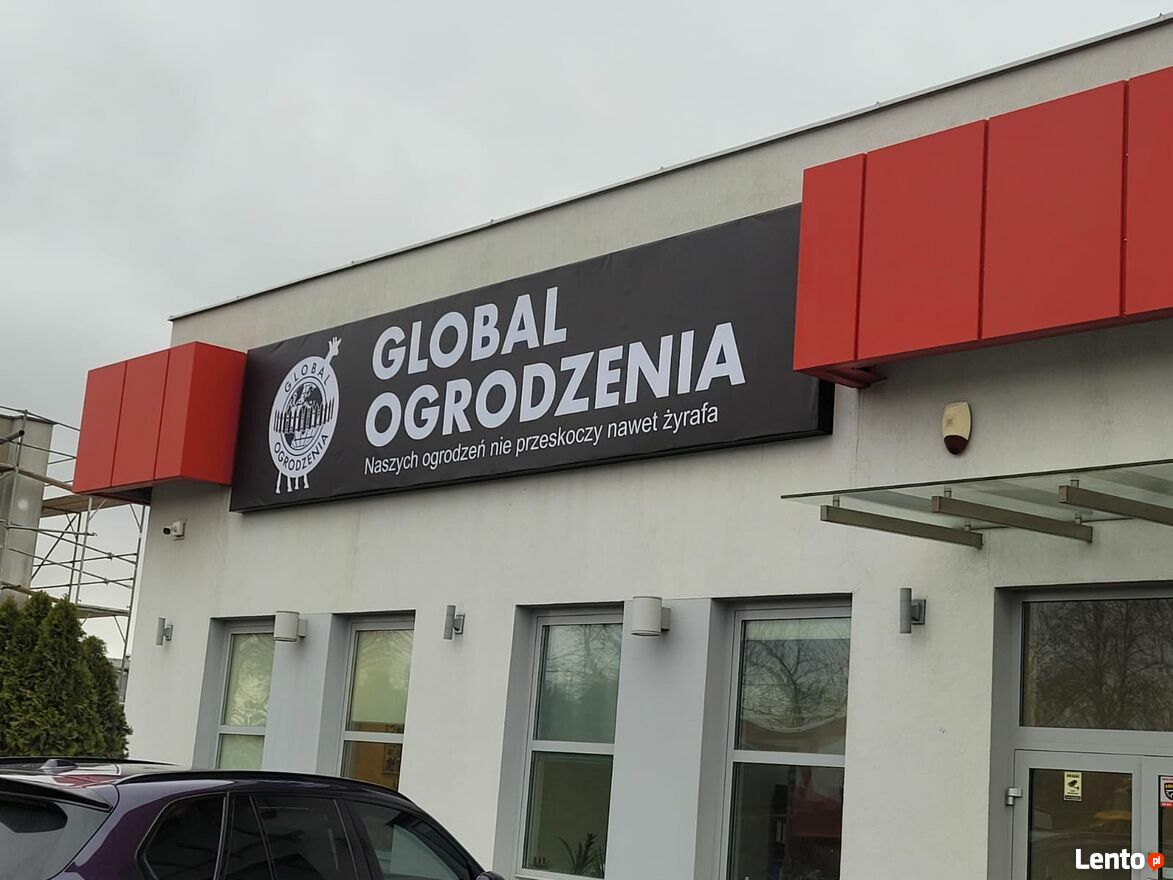 GLOBAL
OGRODZENIA
GLOBAL
OGRODZENIA
Naszych ogrodzeń nie przeskoczy nawet żyrafa
Lento.pl